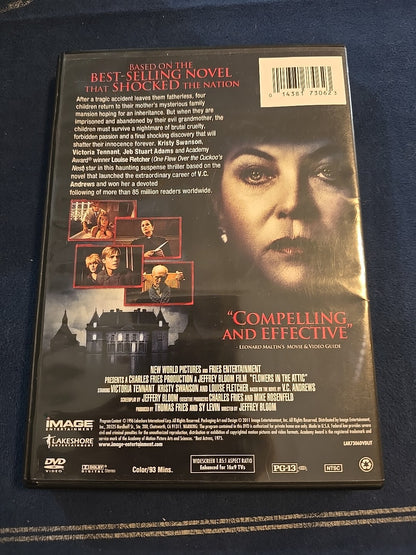 BASED ON THE
BEST-SELLING NOVEL
THAT SHOCKED THE NATION
After a tragic accident leaves them fatherless, four
children return to their mother's mysterious family
mansion hoping for an inheritance. But when they are
imprisoned and abandoned by their evil grandmother, the
children must survive a nightmare of brutal cruelty,
forbidden passion and a final shocking discovery that will
shatter their innocence forever. Kristy Swanson,
Victoria Tennant, Jeb Stuart Adams and Academy
Award® winner Louise Fletcher (One Flew Over the Cuckoo's
Nest) star in this haunting suspense thriller based on the
novel that launched the extraordinary career of V.C.
Andrews and won her a devoted
following of more than 85 million readers worldwide.
0 14381 73062 3
"COMPELLING
AND EFFECTIVE"
LEONARD MALTIN'S MOVIE & VIDEO GUIDE
NEW WORLD PICTURES AND FRIES ENTERTAINMENT
PRESENTS A CHARLES FRIES PRODUCTION A JEFFREY BLOOM FILM "FLOWERS IN THE ATTIC"
STARRING VICTORIA TENNANT KRISTY SWANSON AND LOUISE FLETCHER BASED ON THE NOVEL BY V.C. ANDREWS
SCREENPLAY BY JEFFREY BLOOM EXECUTIVE PRODUCERS CHARLES FRIES AND MIKE ROSENFELD
PRODUCED BY THOMAS FRIES AND SY LEVIN DIRECTED BY JEFFREY BLOOM
IMAGE
ENTERTAINMENT
LAKESHORE
ENTERTAINMENT
www.image-entertainment.com
LAK73060VSUT
DVD VIDEO
DOLBY DIGITAL
Color/93 Mins.
WIDESCREEN 1.85:1 ASPECT RATIO
Enhanced for 16x9 TVs
PG-13
NTSC